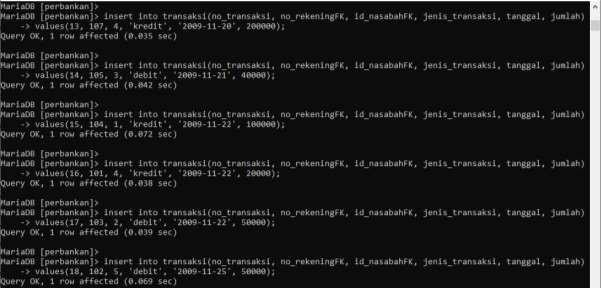 MariaDB [perbankan]>
MariaDB [perbankan]> insert into transaksi(no_transaksi, no_rekeningFK, id_nasabahFK, jenis_transaksi, tanggal, jumlah)
-> values(13, 107, 4, 'kredit', '2009-11-20', 200000);
Query OK, 1 row affected (0.035 sec)
MariaDB [perbankan]>
MariaDB [perbankan]> insert into transaksi(no_transaksi, no_rekeningFK, id_nasabahFK, jenis_transaksi, tanggal, jumlah)
-> values(14, 105, 3, 'debit', '2009-11-21', 40000);
Query OK, 1 row affected (0.042 sec)
MariaDB [perbankan]>
MariaDB [perbankan]> insert into transaksi(no_transaksi, no_rekeningFK, id_nasabahFK, jenis_transaksi, tanggal, jumlah)
-> values(15, 104, 1, 'kredit', '2009-11-22', 100000);
Query OK, 1 row affected (0.072 sec)
MariaDB [perbankan]>
MariaDB [perbankan]> insert into transaksi(no_transaksi, no_rekeningFK, id_nasabahFK, jenis_transaksi, tanggal, jumlah)
-> values(16, 101, 4, 'kredit', '2009-11-22', 20000);
Query OK, 1 row affected (0.038 sec)
MariaDB [perbankan]>
MariaDB [perbankan]> insert into transaksi(no_transaksi, no_rekeningFK, id_nasabahFK, jenis_transaksi, tanggal, jumlah)
-> values(17, 103, 2, 'debit', '2009-11-22', 50000);
Query OK, 1 row affected (0.039 sec)
MariaDB [perbankan]>
MariaDB [perbankan]> insert into transaksi(no_transaksi, no_rekeningFK, id_nasabahFK, jenis_transaksi, tanggal, jumlah)
-> values(18, 102, 5, 'debit', '2009-11-25', 50000);
Query OK, 1 row affected (0.069 sec)